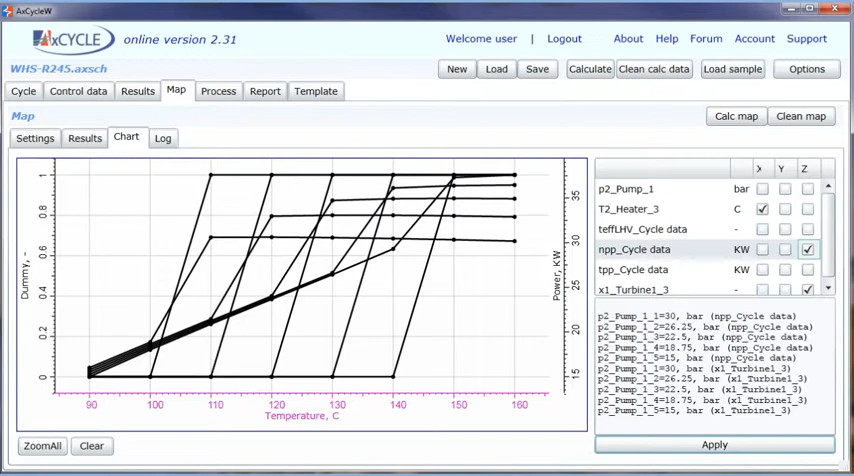 AxCycleW
AxCYCLE online version 2.31
Welcome user | Logout About Help Forum Account Support
WHS-R245.axsch
New Load Save Calculate Clean calc data Load sample Options
Cycle Control data Results Map Process Report Template
Map
Calc map Clean map
Settings Results Chart Log
X Y Z
p2_Pump_1 bar
T2_Heater_3 C
teffLHV_Cycle data -
npp_Cycle data KW
tpp_Cycle data KW
x1_Turbine1_3 -
p2_Pump_1_1=30, bar (npp_Cycle data)
p2_Pump_1_2=26.25, bar (npp_Cycle data)
p2_Pump_1_3=22.5, bar (npp_Cycle data)
p2_Pump_1_4=18.75, bar (npp_Cycle data)
p2_Pump_1_5=15, bar (npp_Cycle data)
p2_Pump_1_1=30, bar (x1_Turbine1_3)
p2_Pump_1_2=26.25, bar (x1_Turbine1_3)
p2_Pump_1_3=22.5, bar (x1_Turbine1_3)
p2_Pump_1_4=18.75, bar (x1_Turbine1_3)
p2_Pump_1_5=15, bar (x1_Turbine1_3)
Apply
Dummy, -
1
0.8
0.6
0.4
0.2
0
Power, KW
35
30
25
20
15
90 100 110 120 130 140 150 160
Temperature, C
ZoomAll Clear